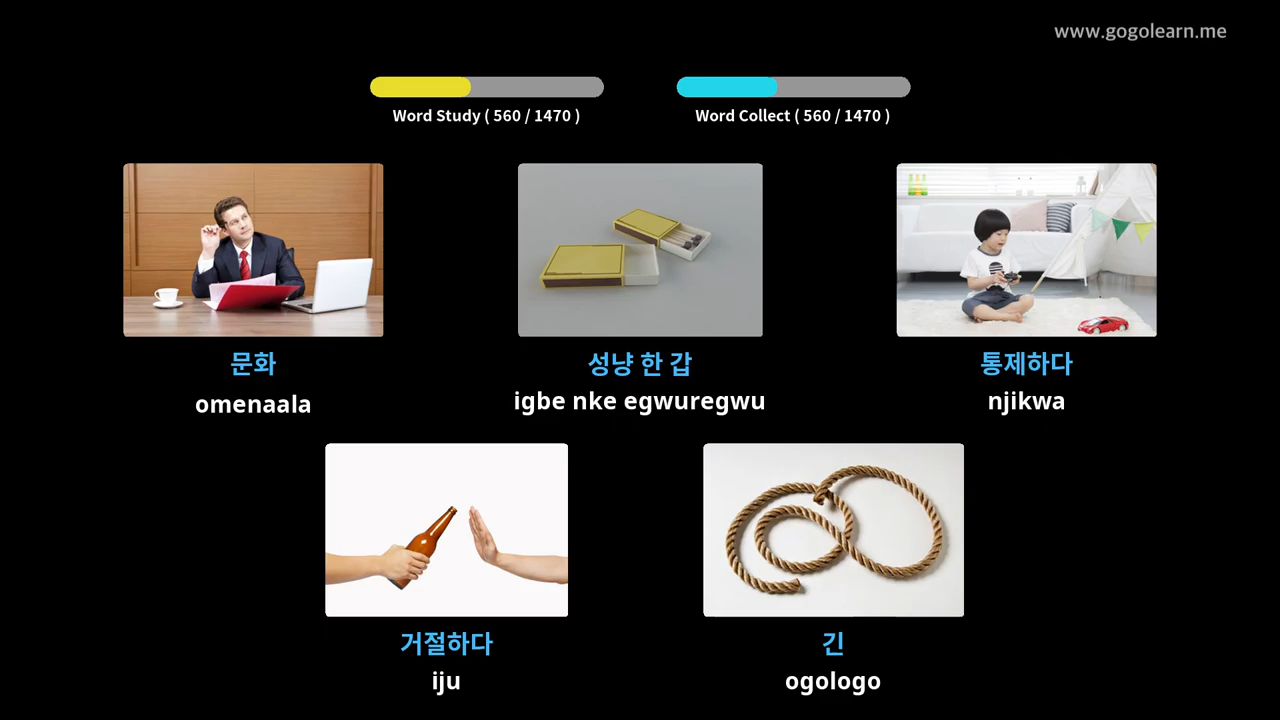 www.gogolearn.me
Word Study ( 560 / 1470 )
Word Collect ( 560 / 1470 )
문화
omenaala
성냥 한 갑
igbe nke egwuregwu
통제하다
njikwa
거절하다
iju
긴
ogologo